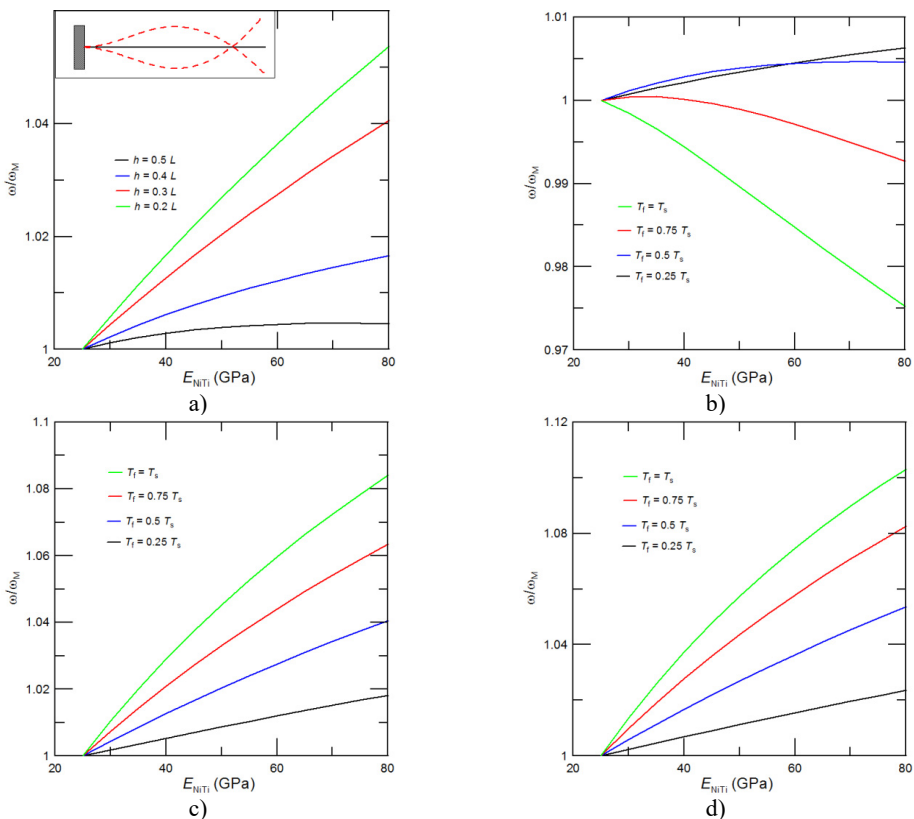 ω/ωM
1.04
1.02
1
h = 0.5 L
h = 0.4 L
h = 0.3 L
h = 0.2 L
20 40 60 80
ENiTi (GPa)
a)
ω/ωM
1.01
1
0.99
0.98
0.97
Tf = Ts
Tf = 0.75 Ts
Tf = 0.5 Ts
Tf = 0.25 Ts
20 40 60 80
ENiTi (GPa)
b)
ω/ωM
1.1
1.08
1.06
1.04
1.02
1
Tf = Ts
Tf = 0.75 Ts
Tf = 0.5 Ts
Tf = 0.25 Ts
20 40 60 80
ENiTi (GPa)
c)
ω/ωM
1.12
1.08
1.04
1
Tf = Ts
Tf = 0.75 Ts
Tf = 0.5 Ts
Tf = 0.25 Ts
20 40 60 80
ENiTi (GPa)
d)